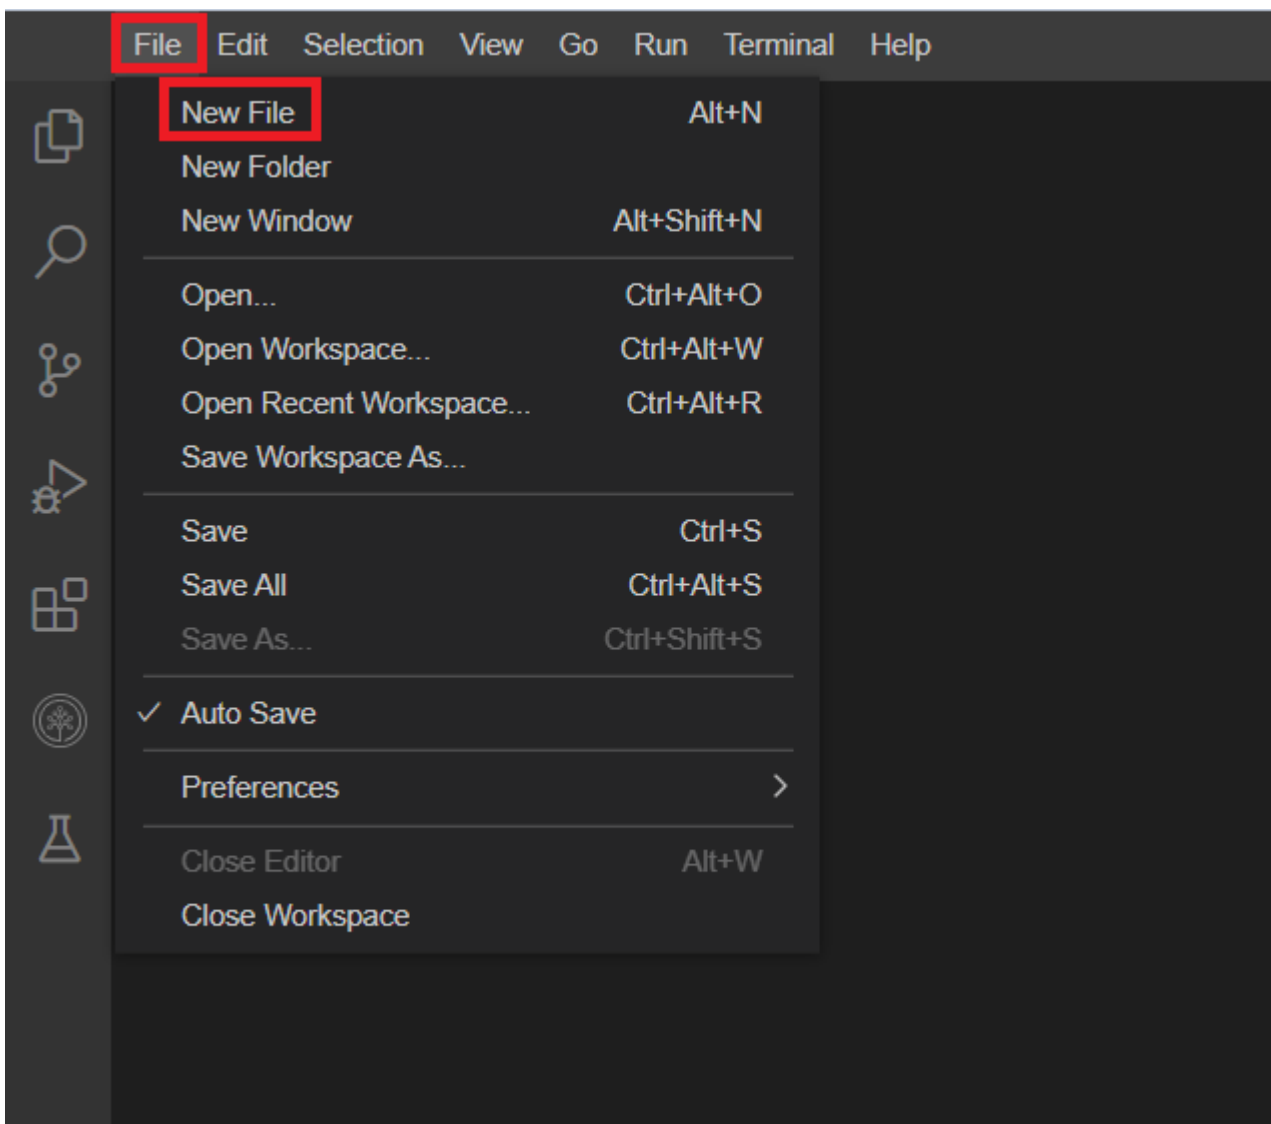 File Edit Selection View Go Run Terminal Help
New File Alt+N
New Folder
New Window Alt+Shift+N
Open... Ctrl+Alt+O
Open Workspace... Ctrl+Alt+W
Open Recent Workspace... Ctrl+Alt+R
Save Workspace As...
Save Ctrl+S
Save All Ctrl+Alt+S
Save As... Ctrl+Shift+S
Auto Save
Preferences
Close Editor Alt+W
Close Workspace